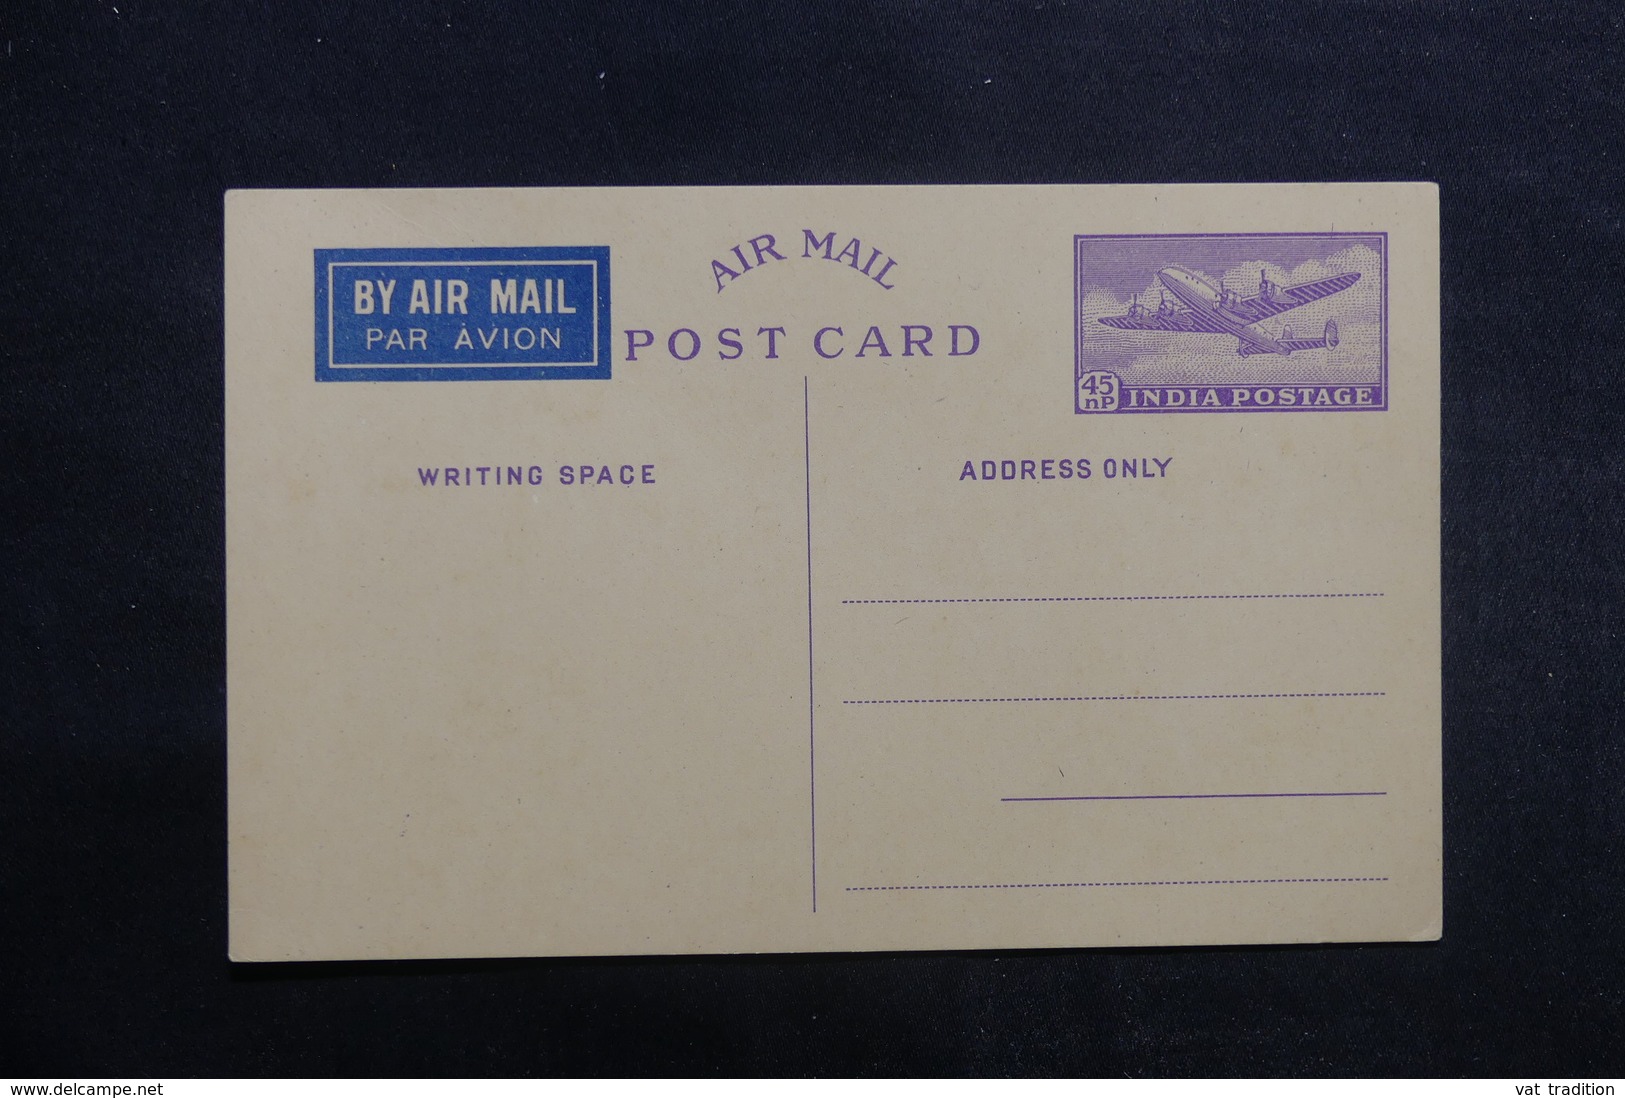 AIR MAIL
BY AIR MAIL
PAR ÀVION
POST CARD
45
nP
INDIA POSTAGE
WRITING SPACE
ADDRESS ONLY
www.delcampe.net
vat tradition